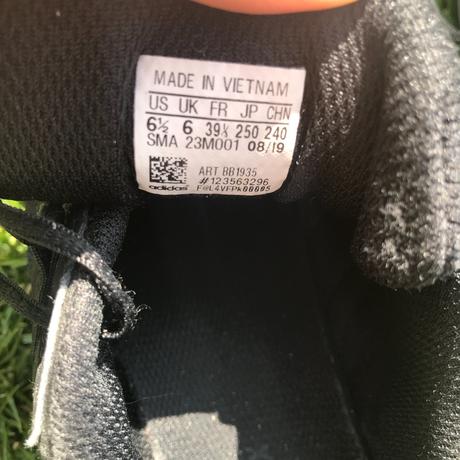 MADE IN VIETNAM
US UK FR JP CHN
6½ 6 39⅓ 250 240
SMA 23M001 08/19
ART BB1935
#123563296
adidas F@L4VFPk00005